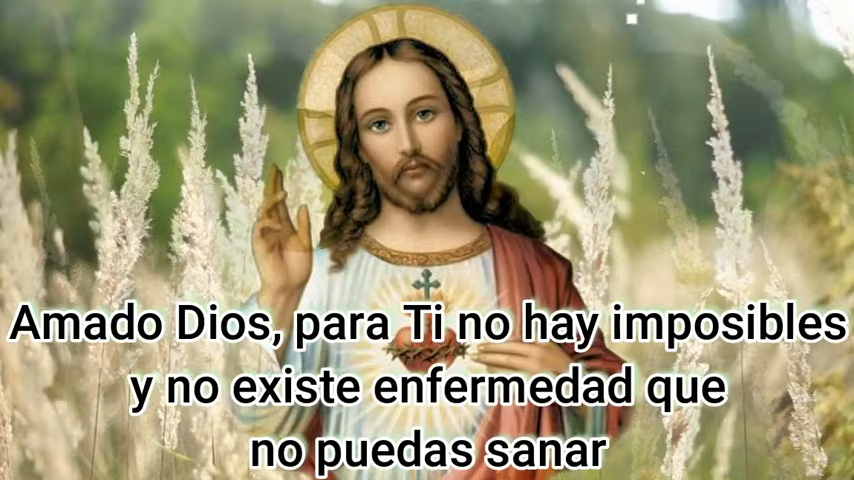 Amado Dios, para Ti no hay imposibles
y no existe enfermedad que
no puedas sanar